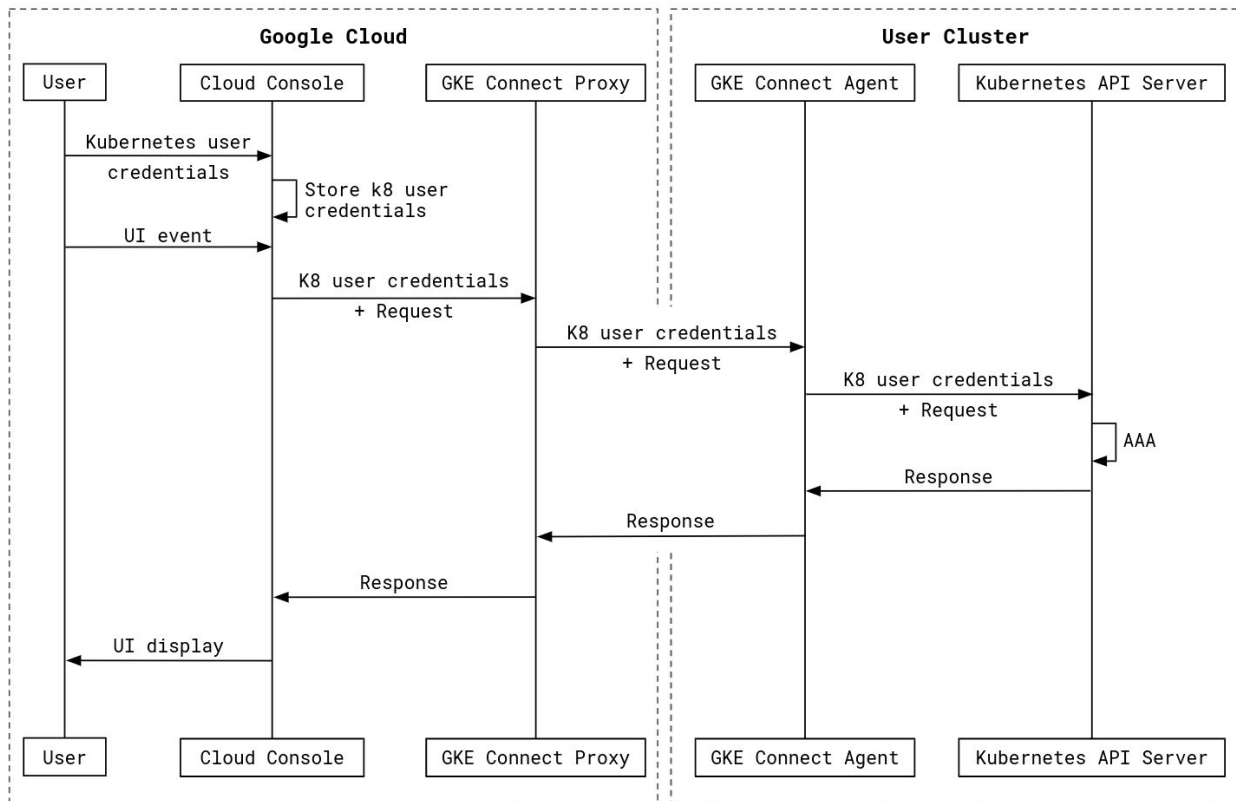 Google Cloud
User Cluster
User
Cloud Console
GKE Connect Proxy
GKE Connect Agent
Kubernetes API Server
Kubernetes user
credentials
Store k8 user
credentials
UI event
K8 user credentials
+ Request
K8 user credentials
+ Request
K8 user credentials
+ Request
AAA
Response
Response
Response
UI display
User
Cloud Console
GKE Connect Proxy
GKE Connect Agent
Kubernetes API Server